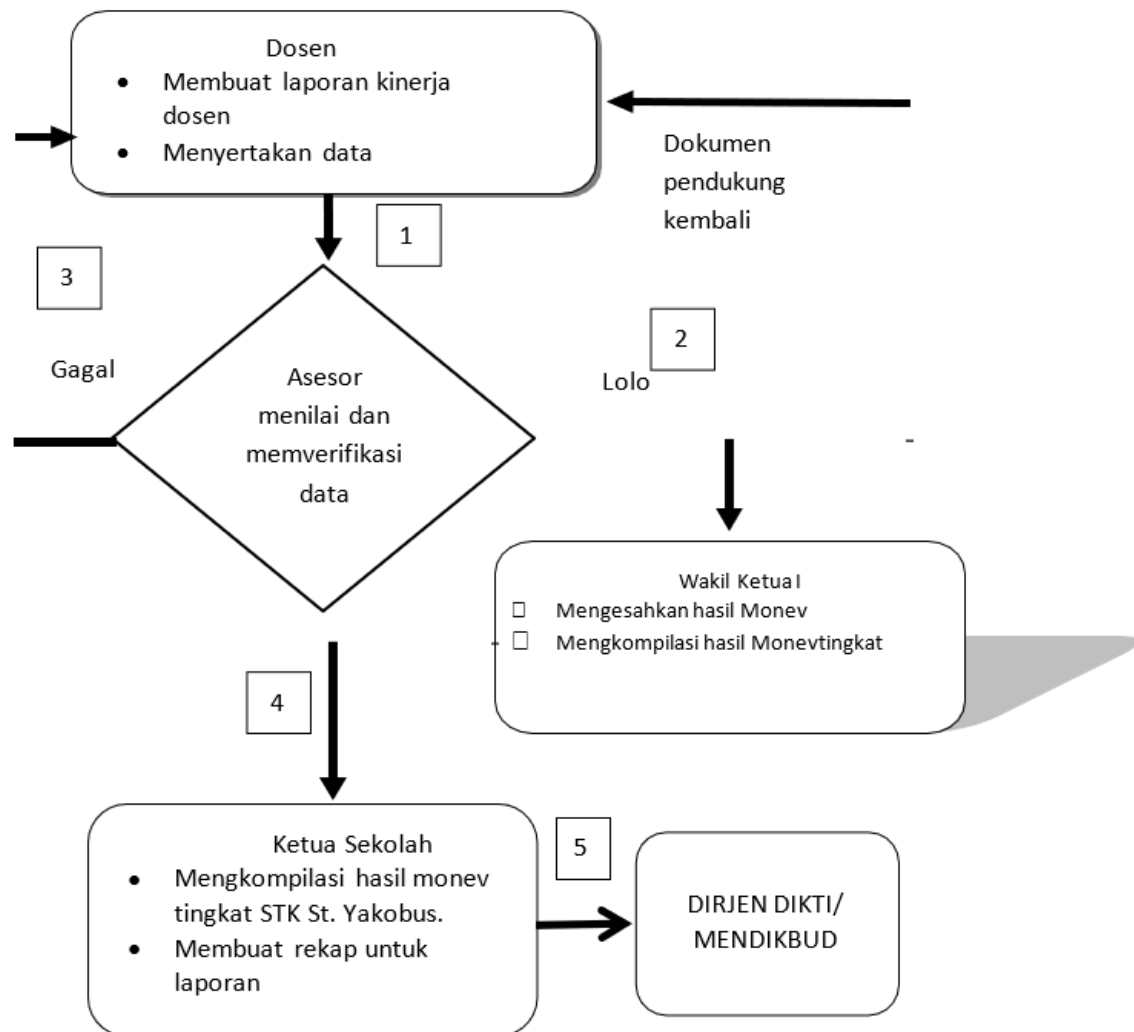 Dosen
• Membuat laporan kinerja
dosen
• Menyertakan data
Dokumen
pendukung
kembali
1
3
2
Gagal
Lolo
Asesor
menilai dan
memverifikasi
data
-
Wakil Ketua I
□ Mengesahkan hasil Monev
- □ Mengkompilasi hasil Monevtingkat
4
Ketua Sekolah
• Mengkompilasi hasil monev
tingkat STK St. Yakobus.
• Membuat rekap untuk
laporan
5
DIRJEN DIKTI/
MENDIKBUD